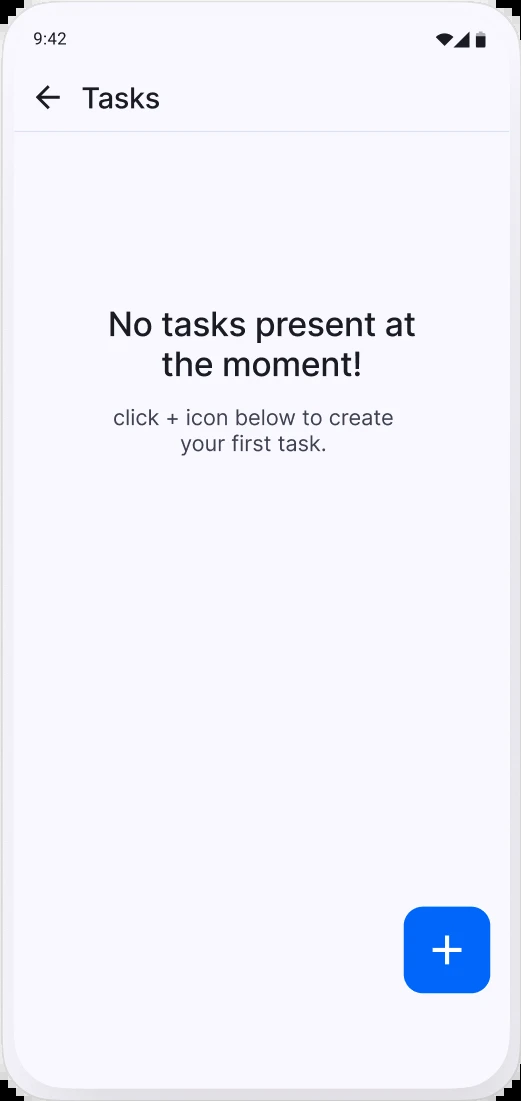 9:42
Tasks
No tasks present at
the moment!
click + icon below to create
your first task.
+